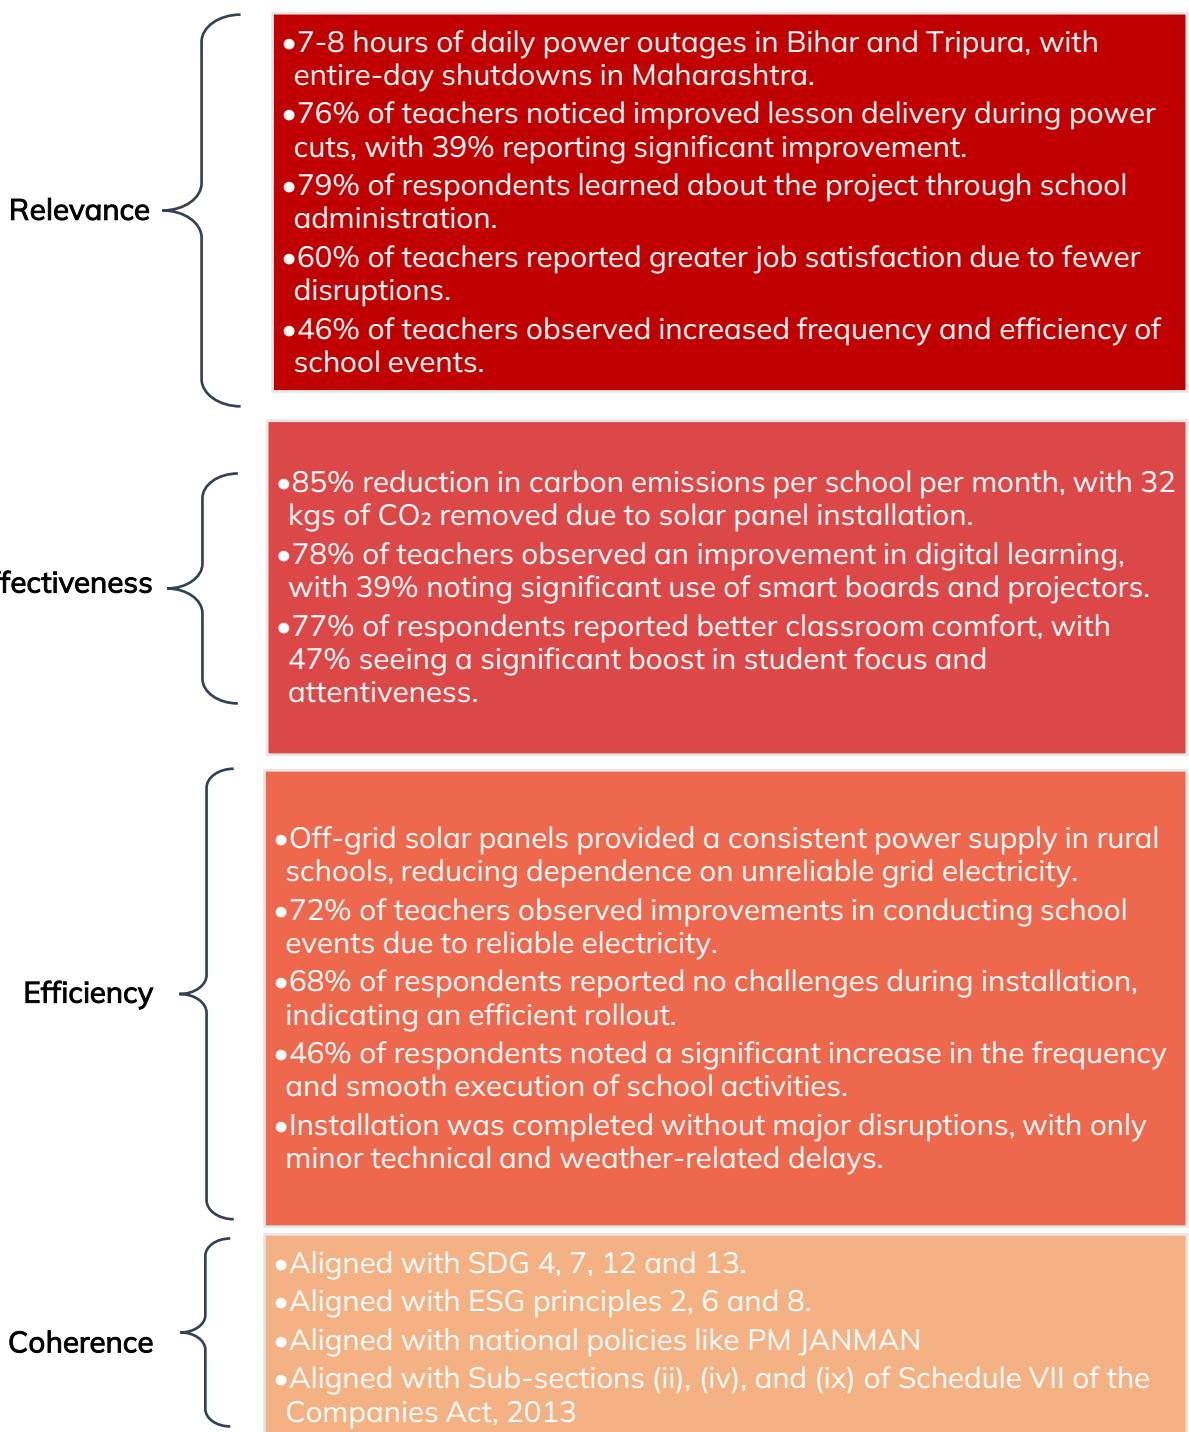 Relevance
•7-8 hours of daily power outages in Bihar and Tripura, with
entire-day shutdowns in Maharashtra.
•76% of teachers noticed improved lesson delivery during power
cuts, with 39% reporting significant improvement.
•79% of respondents learned about the project through school
administration.
•60% of teachers reported greater job satisfaction due to fewer
disruptions.
•46% of teachers observed increased frequency and efficiency of
school events.
ffectiveness
•85% reduction in carbon emissions per school per month, with 32
kgs of CO₂ removed due to solar panel installation.
•78% of teachers observed an improvement in digital learning,
with 39% noting significant use of smart boards and projectors.
•77% of respondents reported better classroom comfort, with
47% seeing a significant boost in student focus and
attentiveness.
Efficiency
•Off-grid solar panels provided a consistent power supply in rural
schools, reducing dependence on unreliable grid electricity.
•72% of teachers observed improvements in conducting school
events due to reliable electricity.
•68% of respondents reported no challenges during installation,
indicating an efficient rollout.
•46% of respondents noted a significant increase in the frequency
and smooth execution of school activities.
•Installation was completed without major disruptions, with only
minor technical and weather-related delays.
Coherence
•Aligned with SDG 4, 7, 12 and 13.
•Aligned with ESG principles 2, 6 and 8.
•Aligned with national policies like PM JANMAN
•Aligned with Sub-sections (ii), (iv), and (ix) of Schedule VII of the
Companies Act, 2013